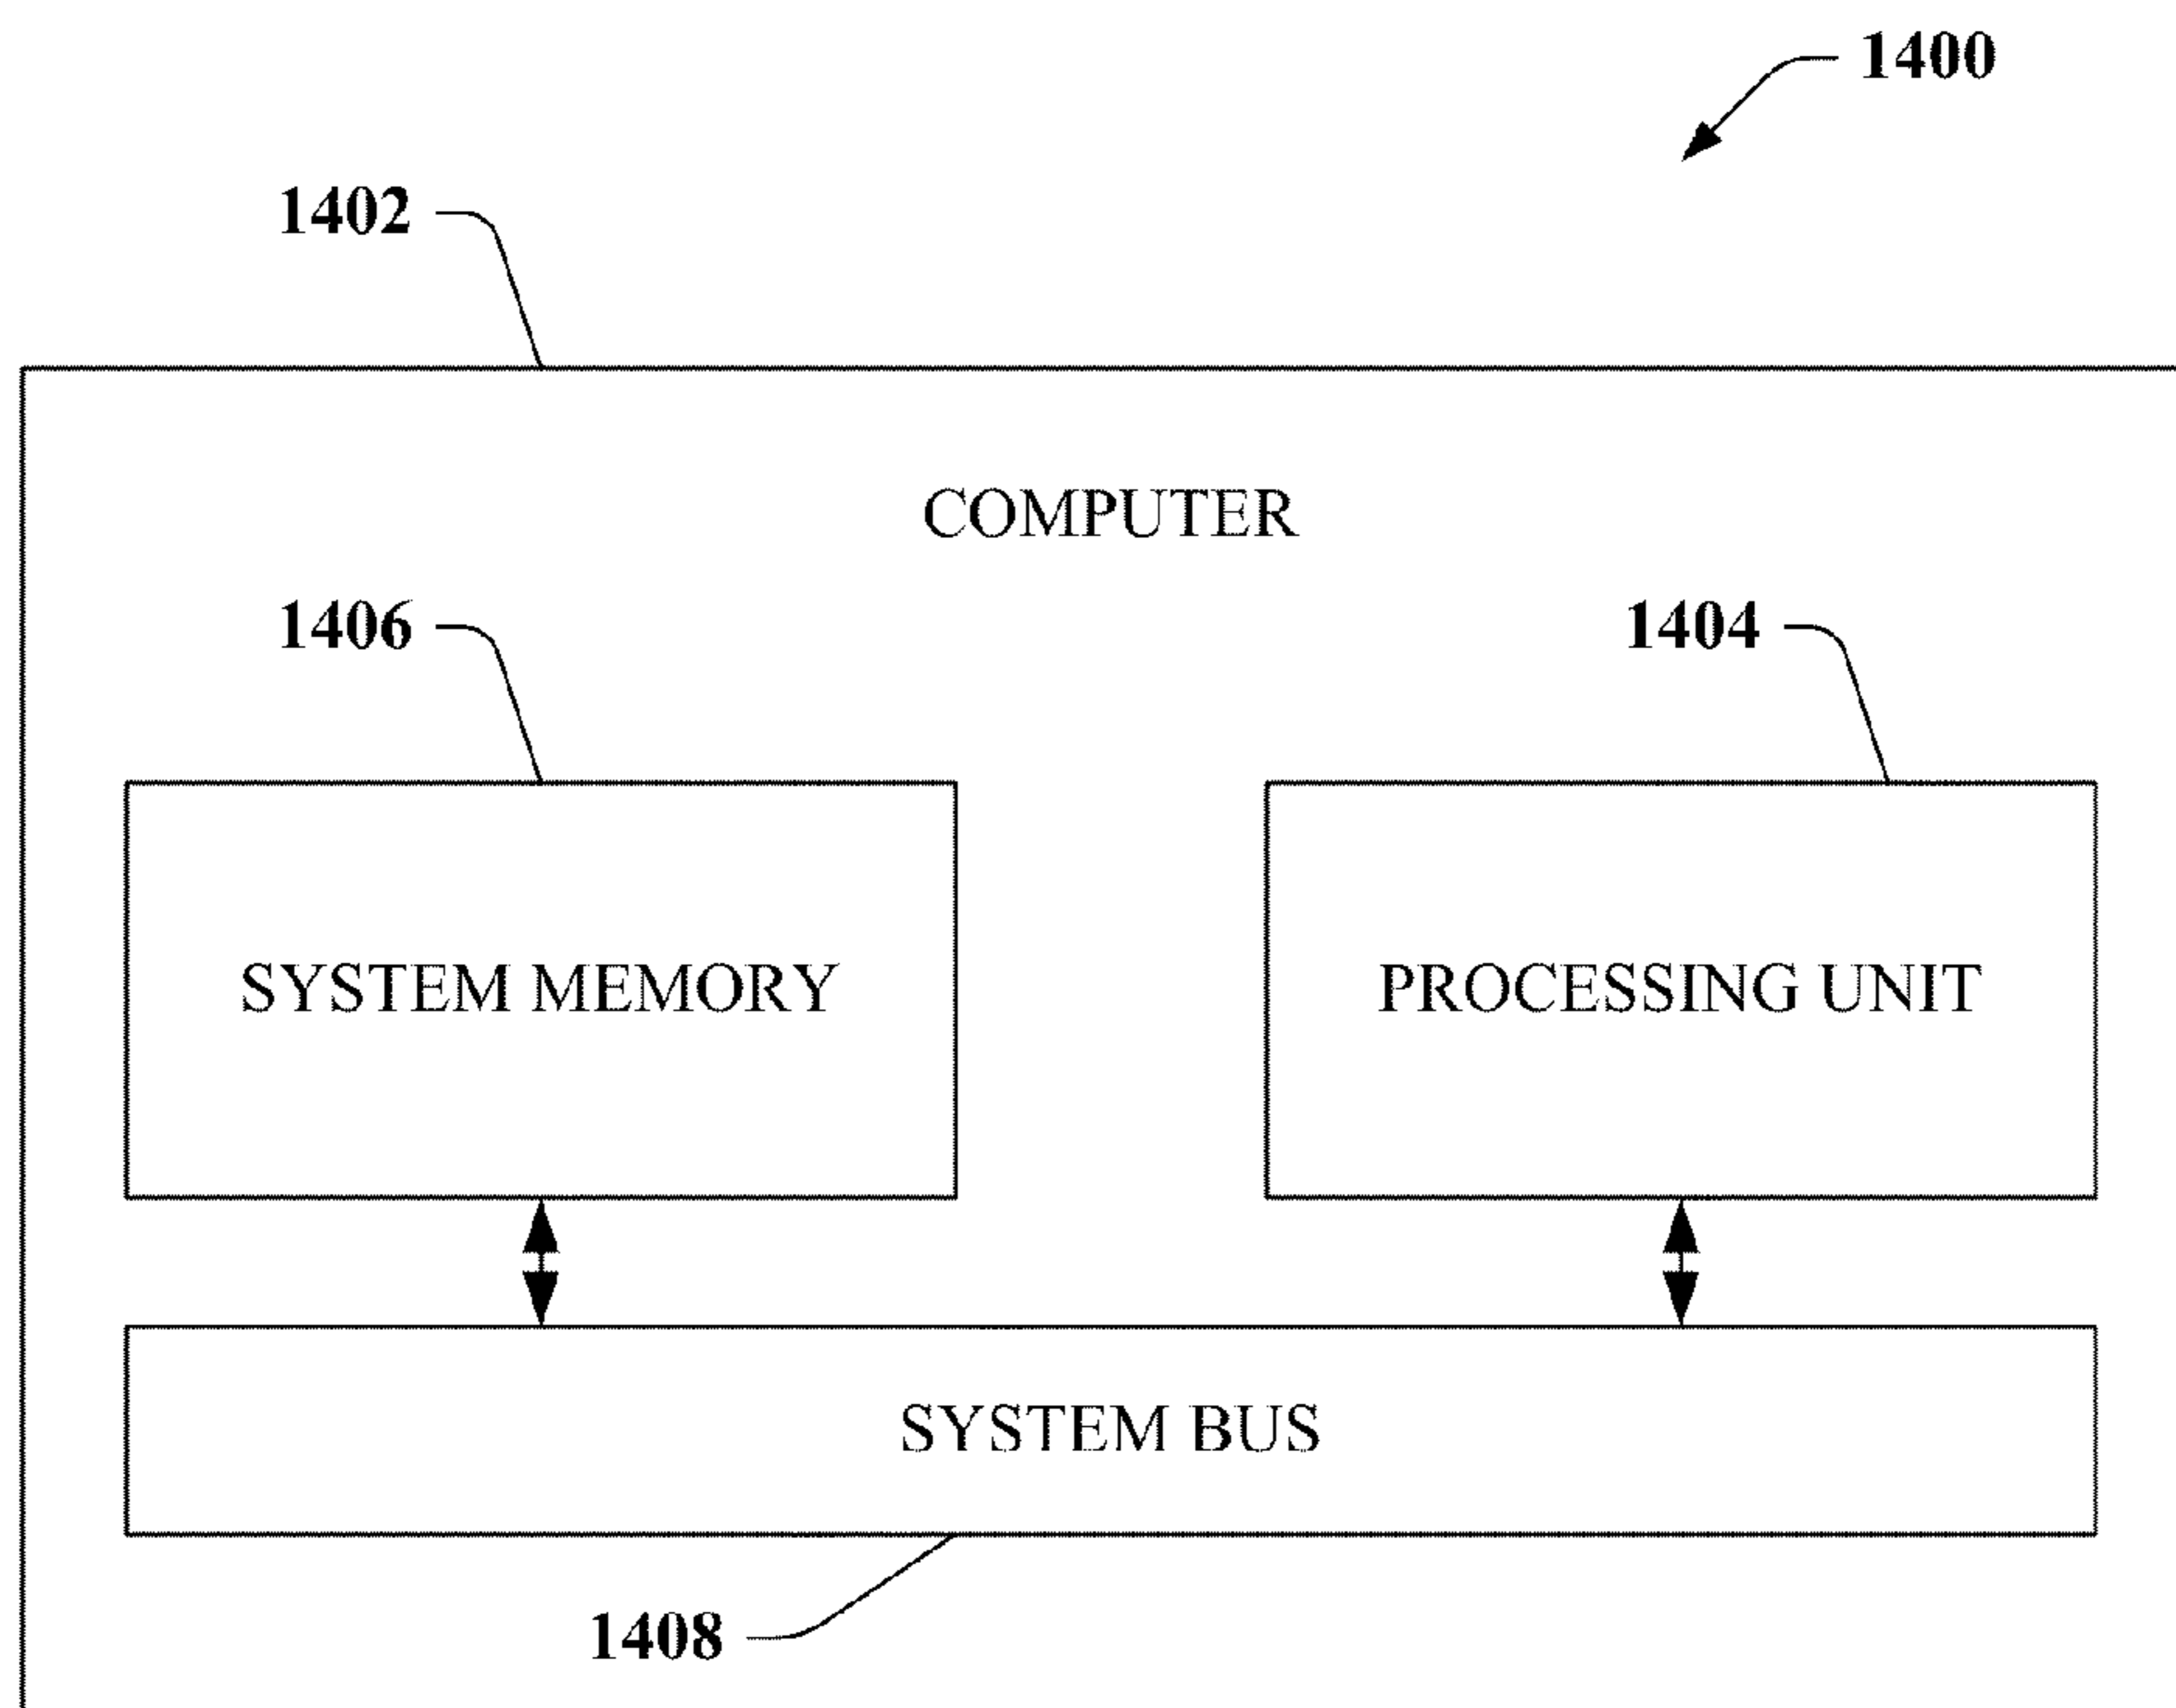 1400
1402
COMPUTER
1406
1404
SYSTEM MEMORY
PROCESSING UNIT
SYSTEM BUS
1408